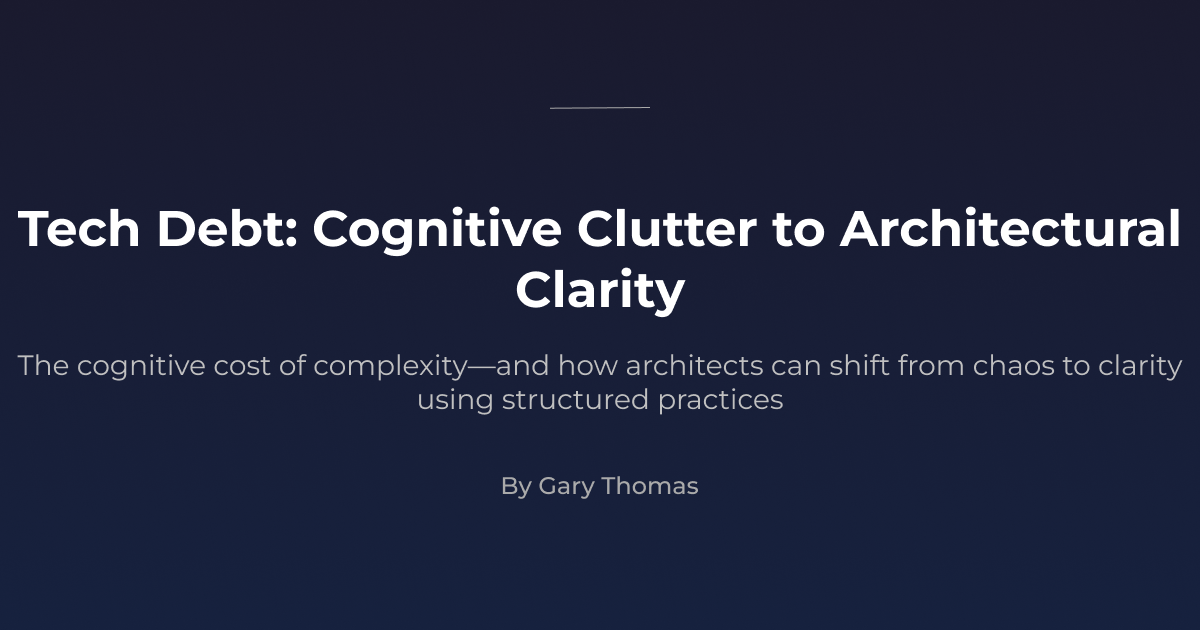 Tech Debt: Cognitive Clutter to Architectural
Clarity
The cognitive cost of complexity—and how architects can shift from chaos to clarity
using structured practices
By Gary Thomas